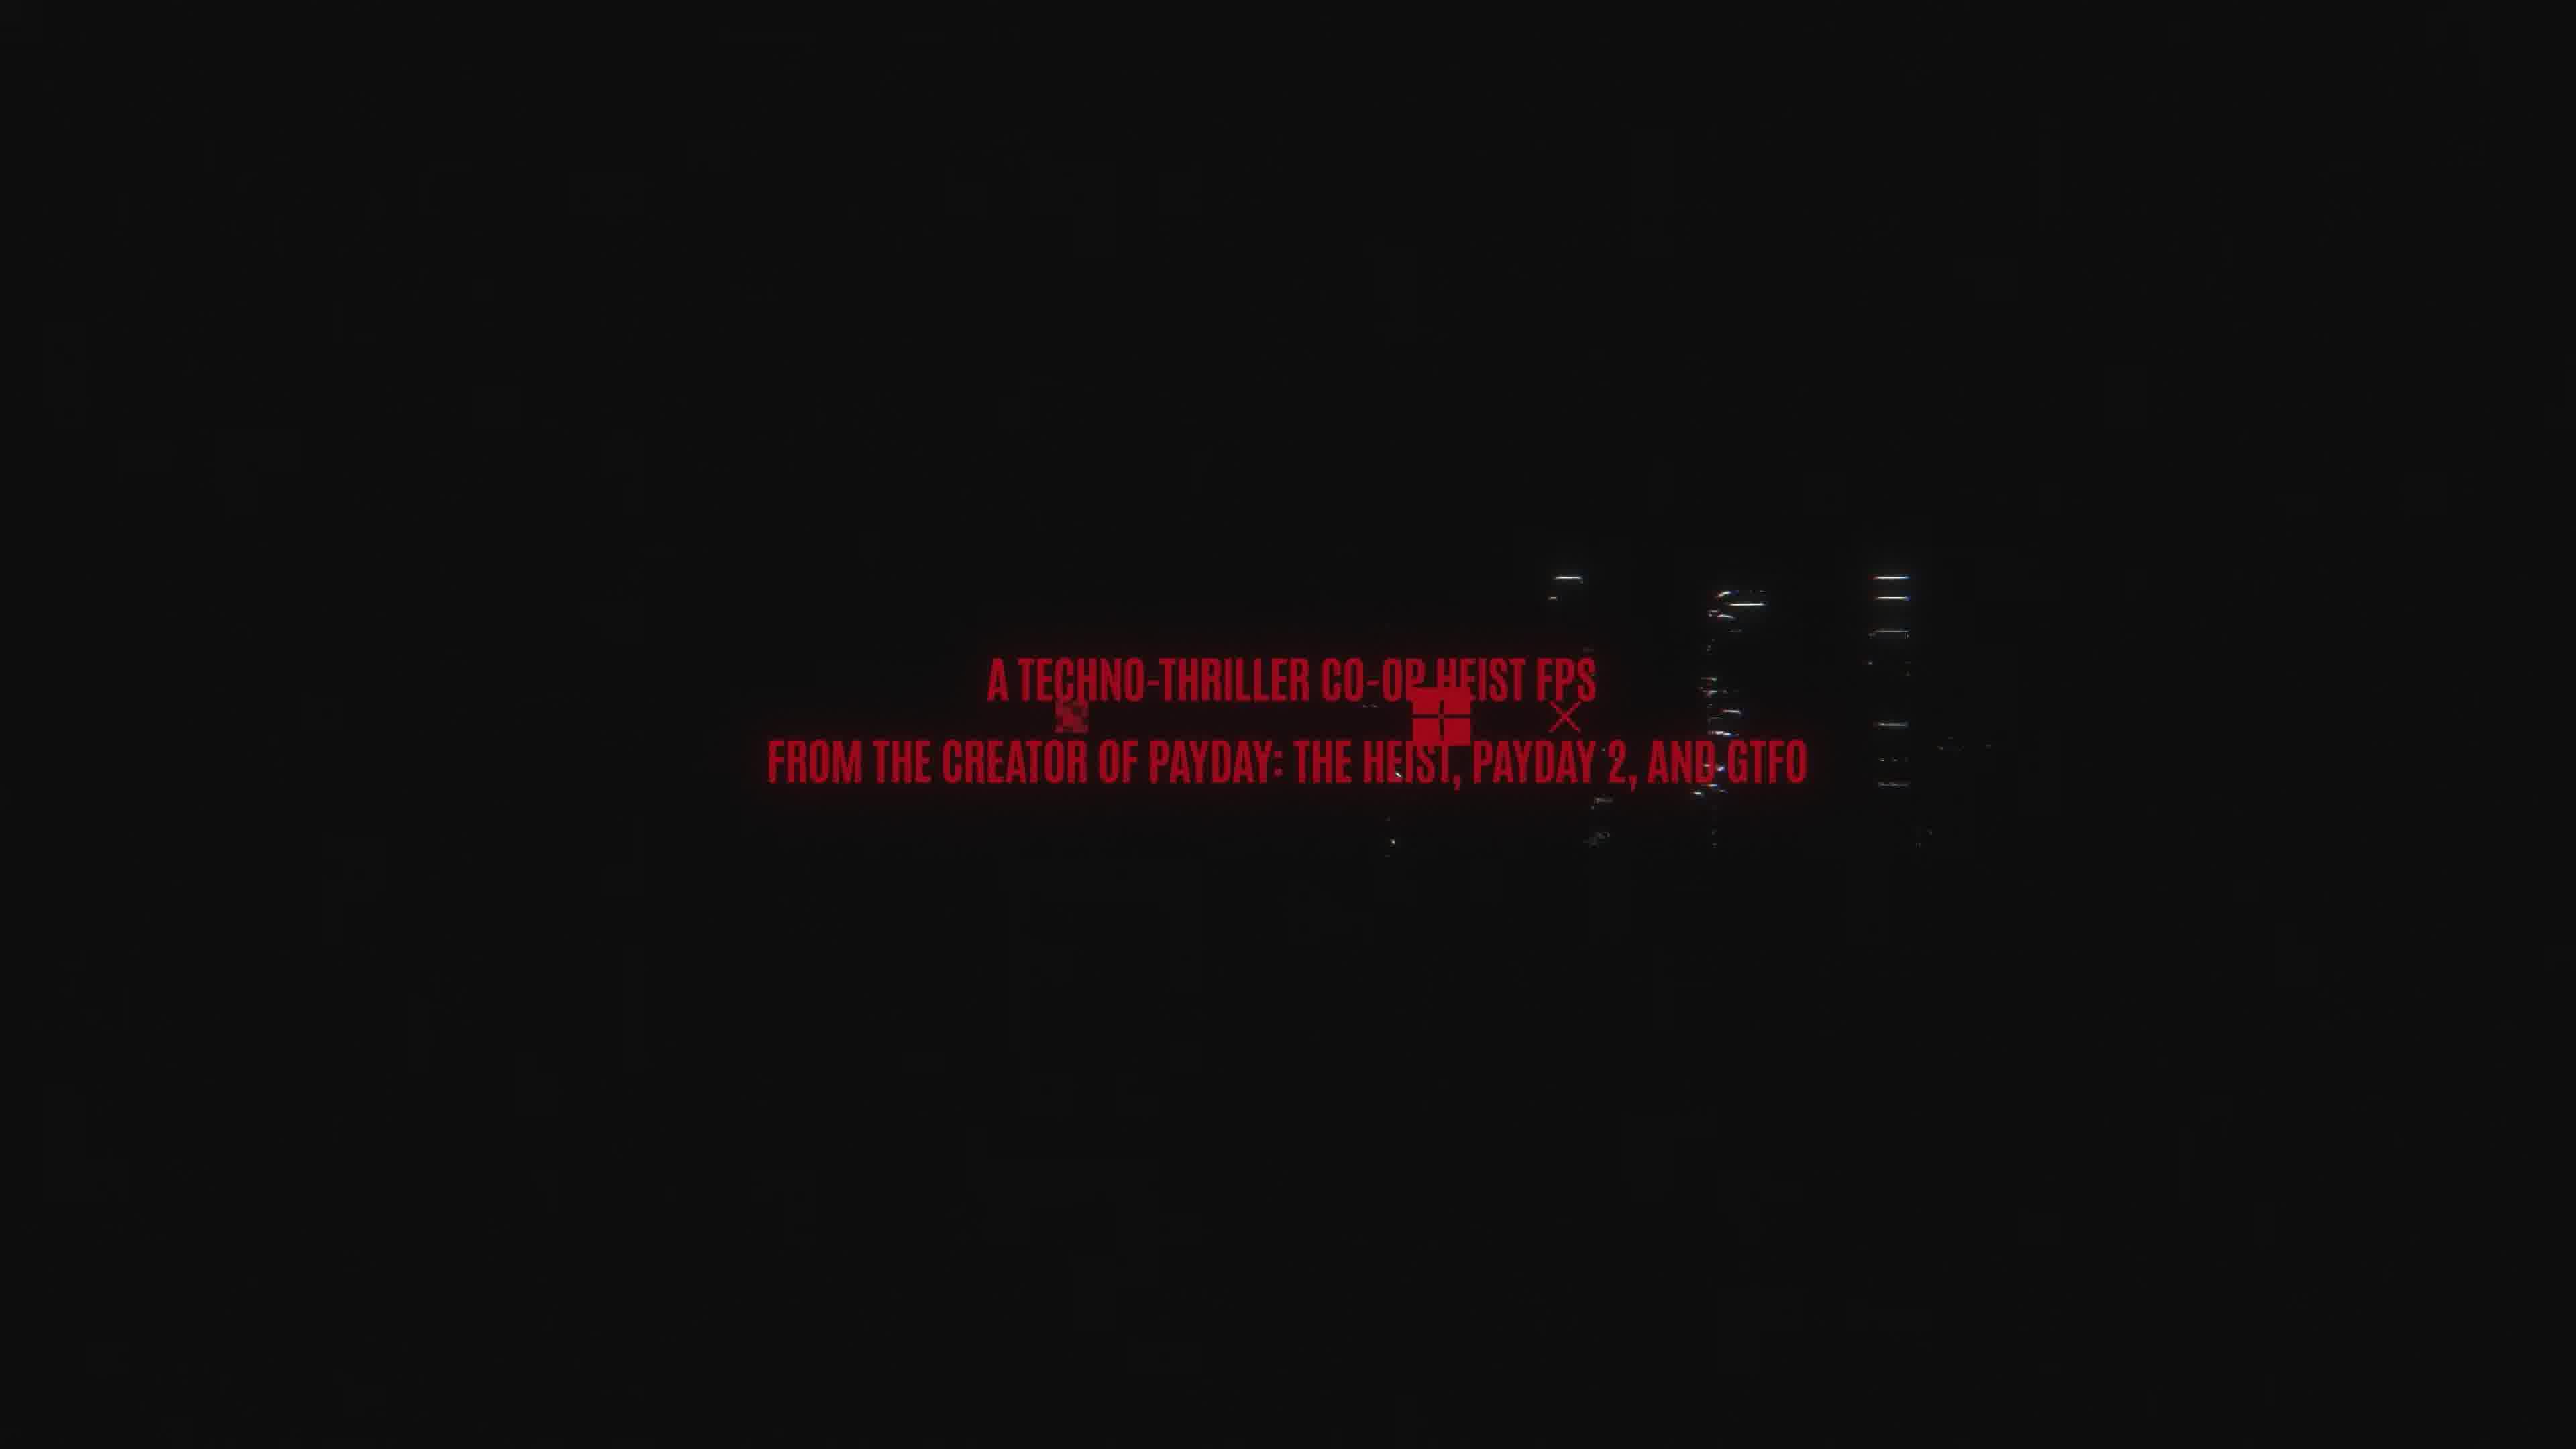 A TECHNO-THRILLER CO-OP HEIST FPS
FROM THE CREATOR OF PAYDAY: THE HEIST, PAYDAY 2, AND GTFO